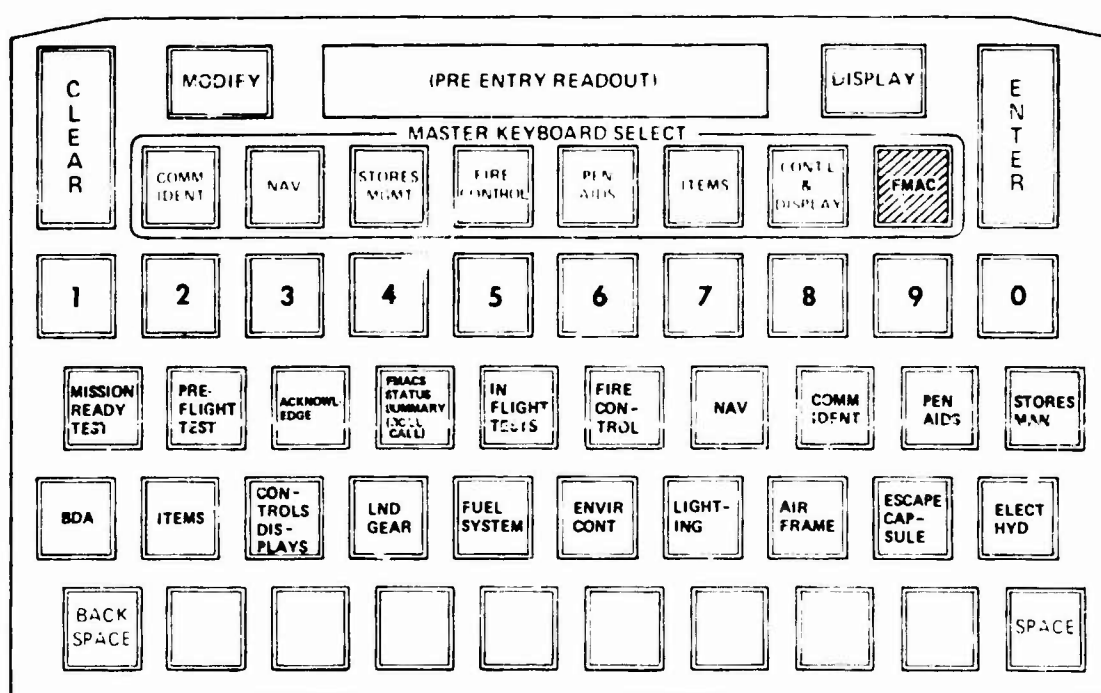 CLEAR
MODIFY
(PRE ENTRY READOUT)
DISPLAY
ENTER
MASTER KEYBOARD SELECT
COMM
IDENT
NAV
STORES
MGMT
FIRE
CONTROL
PEN
AIDS
ITEMS
CONT'L
&
DISPLAY
FMAC
1 2 3 4 5 6 7 8 9 0
MISSION
READY
TEST
PRE-
FLIGHT
TEST
ACKNOWL-
EDGE
FMACS
STATUS
SUMMARY
CALL)
IN
FLIGHT
TESTS
FIRE
CON-
TROL
NAV
COMM
IDENT
PEN
AIDS
STORES
MAN
BDA
ITEMS
CON-
TROLS
DIS-
PLAYS
LND
GEAR
FUEL
SYSTEM
ENVIR
CONT
LIGHT-
ING
AIR
FRAME
ESCAPE
CAP-
SULE
ELECT
HYD
BACK
SPACE
SPACE